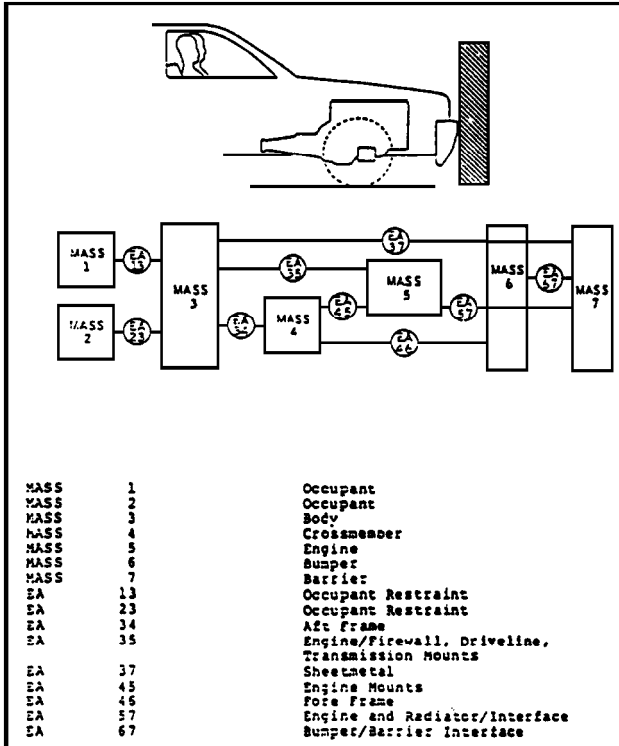 EA
37
MASS
1
EA
13
MASS
3
EA
35
MASS
5
MASS
6
EA
67
MASS
7
MASS
2
EA
23
EA
34
MASS
4
EA
45
EA
57
EA
46
MASS 1 Occupant
MASS 2 Occupant
MASS 3 Body
MASS 4 Crossmember
MASS 5 Engine
MASS 6 Bumper
MASS 7 Barrier
EA 13 Occupant Restraint
EA 23 Occupant Restraint
EA 34 Aft Frame
EA 35 Engine/Firewall, Driveline,
Transmission Mounts
EA 37 Sheetmetal
EA 45 Engine Mounts
EA 46 Fore Frame
EA 57 Engine and Radiator/Interface
EA 67 Bumper/Barrier Interface